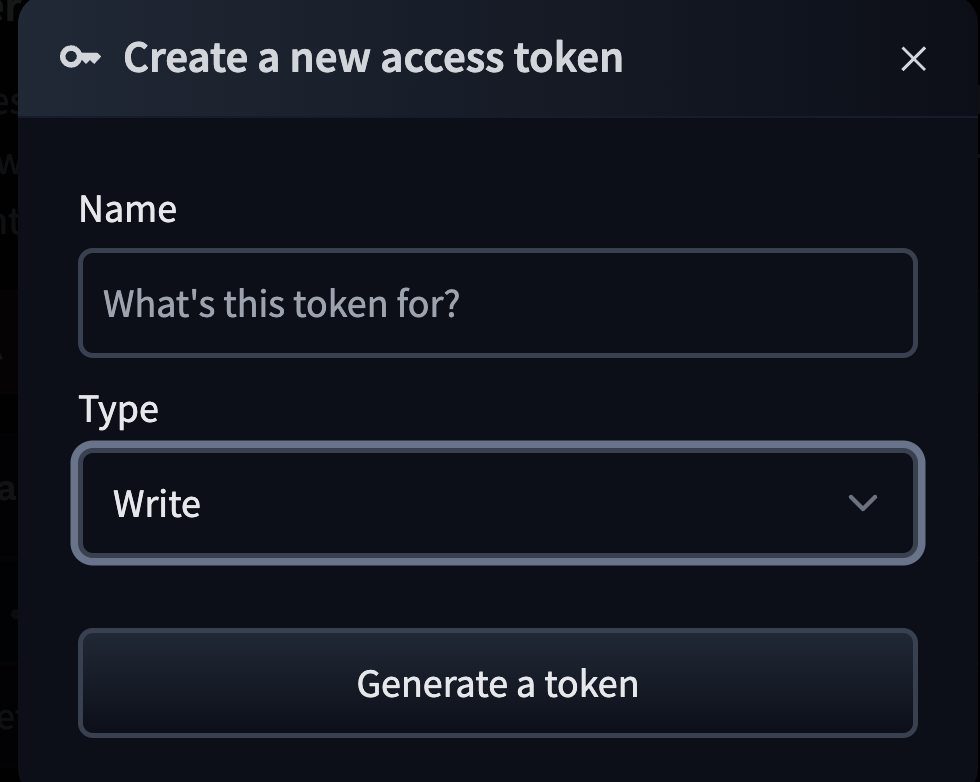 Create a new access token
Name
What's this token for?
Type
Write
Generate a token